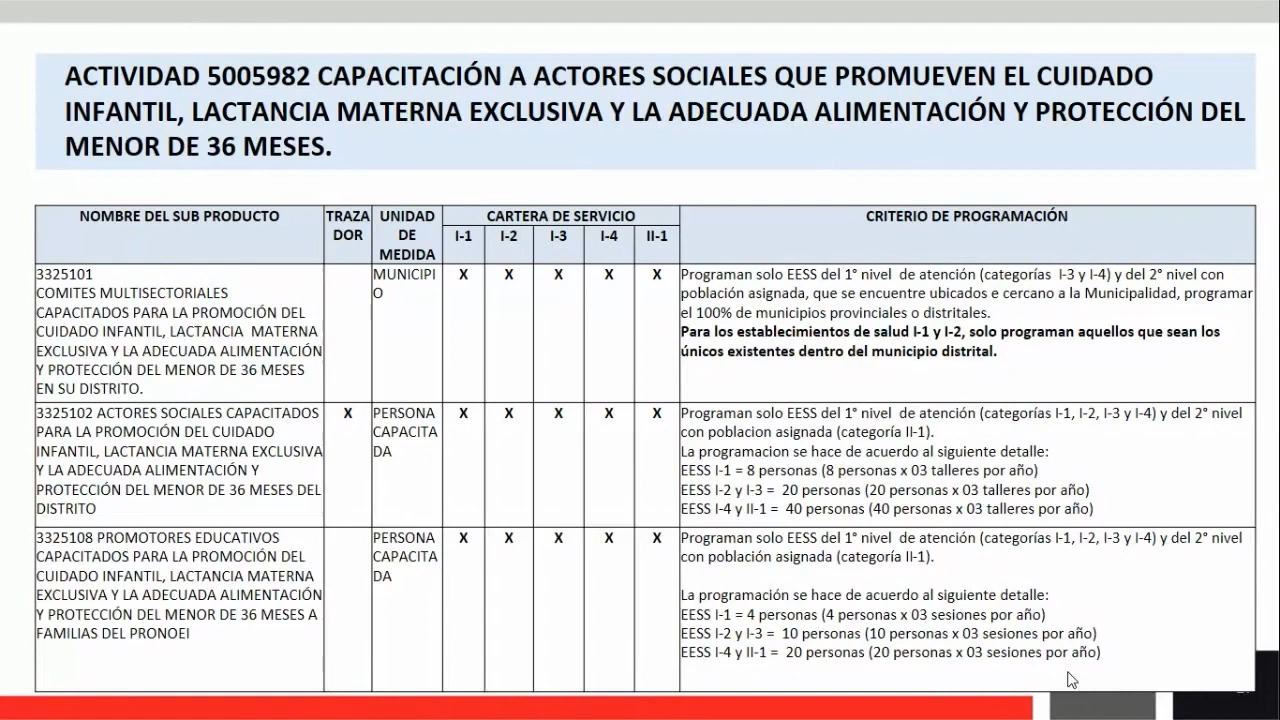 ACTIVIDAD 5005982 CAPACITACIÓN A ACTORES SOCIALES QUE PROMUEVEN EL CUIDADO
INFANTIL, LACTANCIA MATERNA EXCLUSIVA Y LA ADECUADA ALIMENTACIÓN Y PROTECCIÓN DEL
MENOR DE 36 MESES.
NOMBRE DEL SUB PRODUCTO
TRAZA
DOR
UNIDAD
DE
MEDIDA
CARTERA DE SERVICIO
I-1 I-2 I-3 I-4 II-1
CRITERIO DE PROGRAMACIÓN
3325101
COMITES MULTISECTORIALES
CAPACITADOS PARA LA PROMOCIÓN DEL
CUIDADO INFANTIL, LACTANCIA MATERNA
EXCLUSIVA Y LA ADECUADA ALIMENTACIÓN
Y PROTECCIÓN DEL MENOR DE 36 MESES
EN SU DISTRITO.
MUNICIPI
O
X X X X X
Programan solo EESS del 1° nivel de atención (categorías I-3 y I-4) y del 2° nivel con
población asignada, que se encuentre ubicados e cercano a la Municipalidad, programar
el 100% de municipios provinciales o distritales.
Para los establecimientos de salud I-1 y I-2, solo programan aquellos que sean los
únicos existentes dentro del municipio distrital.
3325102 ACTORES SOCIALES CAPACITADOS
PARA LA PROMOCIÓN DEL CUIDADO
INFANTIL, LACTANCIA MATERNA EXCLUSIVA
Y LA ADECUADA ALIMENTACIÓN Y
PROTECCIÓN DEL MENOR DE 36 MESES DEL
DISTRITO
X
PERSONA
CAPACITA
DA
X X X X X
Programan solo EESS del 1° nivel de atención (categorías I-1, I-2, I-3 y I-4) y del 2° nivel
con poblacion asignada (categoría II-1).
La programacion se hace de acuerdo al siguiente detalle:
EESS I-1 = 8 personas (8 personas x 03 talleres por año)
EESS I-2 y I-3 = 20 personas (20 personas x 03 talleres por año)
EESS I-4 y II-1 = 40 personas (40 personas x 03 talleres por año)
3325108 PROMOTORES EDUCATIVOS
CAPACITADOS PARA LA PROMOCIÓN DEL
CUIDADO INFANTIL, LACTANCIA MATERNA
EXCLUSIVA Y LA ADECUADA ALIMENTACIÓN
Y PROTECCIÓN DEL MENOR DE 36 MESES A
FAMILIAS DEL PRONOEI
PERSONA
CAPACITA
DA
X X X X X
Programan solo EESS del 1° nivel de atención (categorías I-1, I-2, I-3 y I-4) y del 2° nivel
con población asignada (categoría II-1).
La programación se hace de acuerdo al siguiente detalle:
EESS I-1 = 4 personas (4 personas x 03 sesiones por año)
EESS I-2 y I-3 = 10 personas (10 personas x 03 sesiones por año)
EESS I-4 y II-1 = 20 personas (20 personas x 03 sesiones por año)